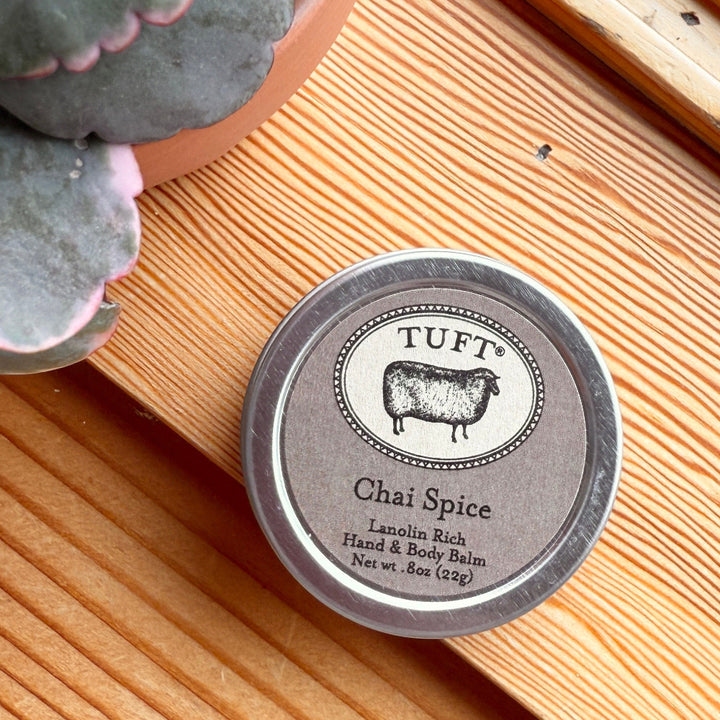 TUFT®
Chai Spice
Lanolin Rich
Hand & Body Balm
Net wt .8oz (22g)